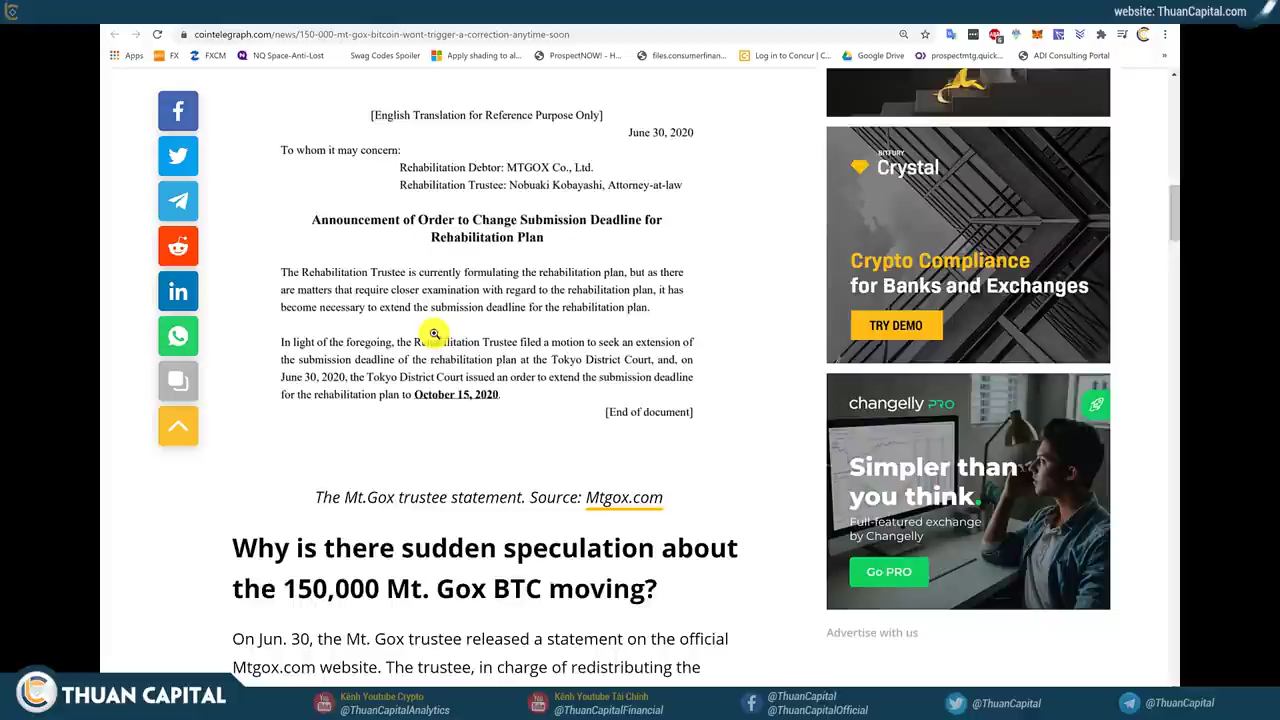 website: ThuanCapital.com
cointelegraph.com/news/150-000-mt-gox-bitcoin-wont-trigger-a-correction-anytime-soon
Apps FX FXCM NQ Space-Anti-Lost Swag Codes Spoiler Apply shading to al... ProspectNOW! - H... files.consumerfinan... Log in to Concur | C... Google Drive prospectmtg.quick... ADI Consulting Portal »
[English Translation for Reference Purpose Only]
June 30, 2020
To whom it may concern:
Rehabilitation Debtor: MTGOX Co., Ltd.
Rehabilitation Trustee: Nobuaki Kobayashi, Attorney-at-law
Announcement of Order to Change Submission Deadline for
Rehabilitation Plan
The Rehabilitation Trustee is currently formulating the rehabilitation plan, but as there
are matters that require closer examination with regard to the rehabilitation plan, it has
become necessary to extend the submission deadline for the rehabilitation plan.
In light of the foregoing, the Rehabilitation Trustee filed a motion to seek an extension of
the submission deadline of the rehabilitation plan at the Tokyo District Court, and, on
June 30, 2020, the Tokyo District Court issued an order to extend the submission deadline
for the rehabilitation plan to October 15, 2020.
[End of document]
The Mt.Gox trustee statement. Source: Mtgox.com
Why is there sudden speculation about
the 150,000 Mt. Gox BTC moving?
On Jun. 30, the Mt. Gox trustee released a statement on the official
Mtgox.com website. The trustee, in charge of redistributing the
BITFURY
Crystal
Crypto Compliance
for Banks and Exchanges
TRY DEMO
changelly PRO
Simpler than
you think.
Full-featured exchange
by Changelly
Go PRO
Advertise with us
THUAN CAPITAL
Kênh Youtube Crypto
@ThuanCapitalAnalytics
Kênh Youtube Tài Chính
@ThuanCapitalFinancial
@ThuanCapital
@ThuanCapitalOfficial
@ThuanCapital
@ThuanCapital